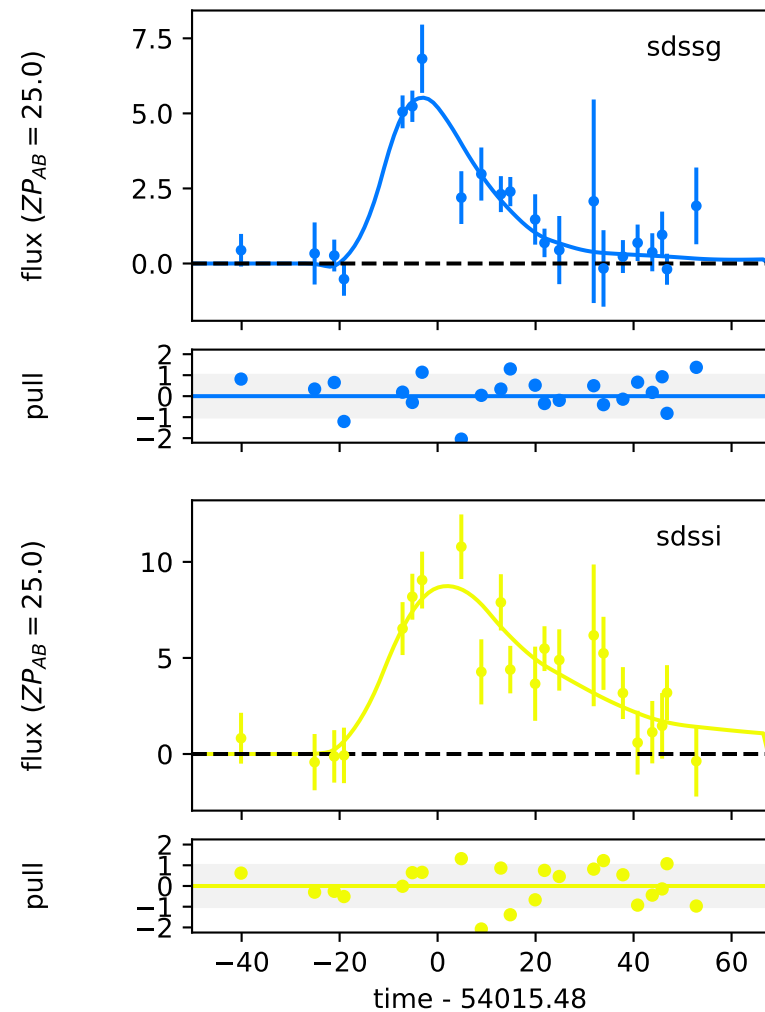 sdssg
flux (ZP_AB = 25.0)
7.5
5.0
2.5
0.0
pull
2
1
0
−1
−2
sdssi
flux (ZP_AB = 25.0)
10
5
0
pull
2
1
0
−1
−2
−40 −20 0 20 40 60
time - 54015.48